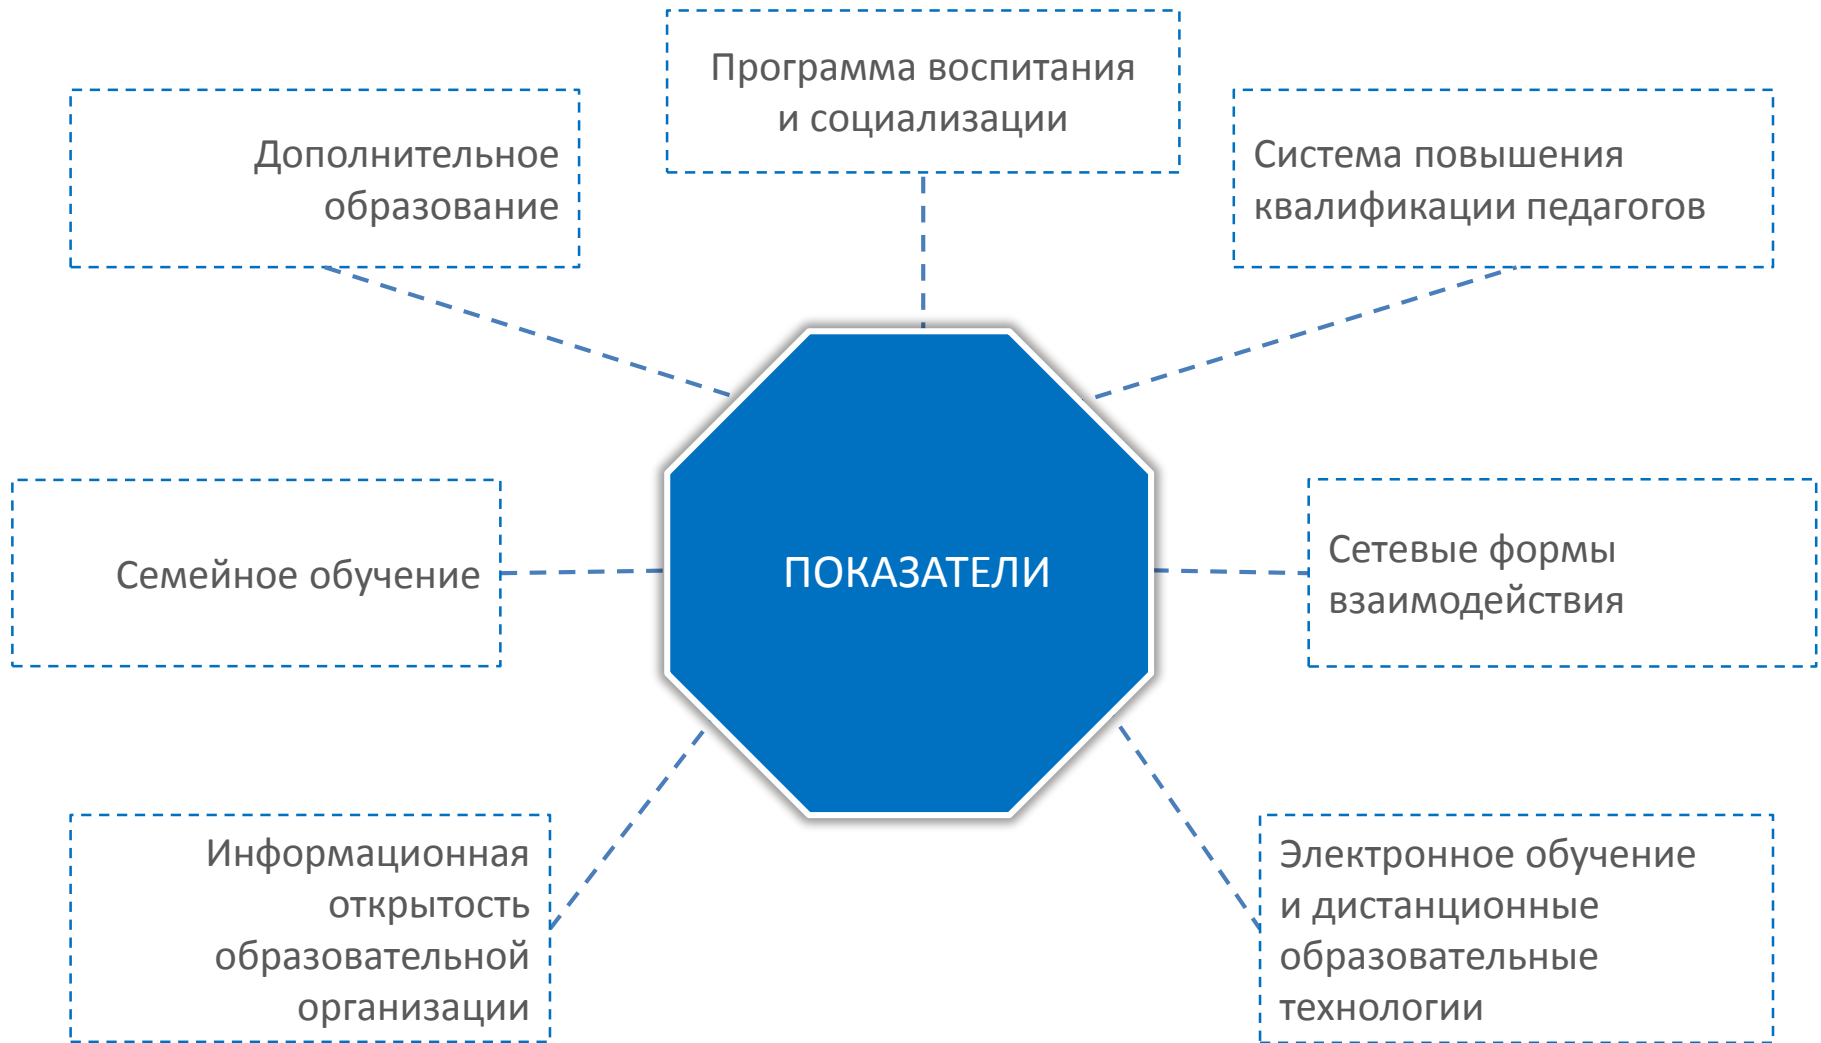 Программа воспитания
и социализации
Дополнительное
образование
Система повышения
квалификации педагогов
Семейное обучение
ПОКАЗАТЕЛИ
Сетевые формы
взаимодействия
Информационная
открытость
образовательной
организации
Электронное обучение
и дистанционные
образовательные
технологии